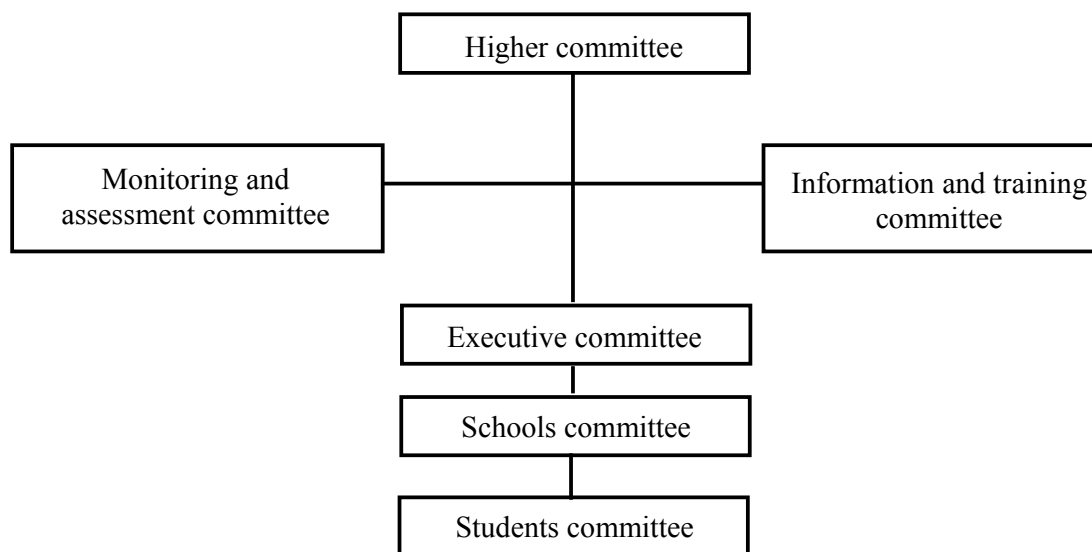 Higher committee
Monitoring and
assessment committee
Information and training
committee
Executive committee
Schools committee
Students committee